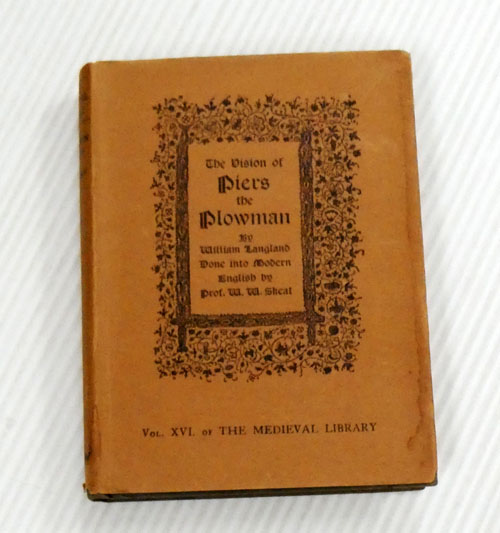 The Vision of
Piers
the
Plowman
By
William Langland
Done into Modern
English by
Prof. W. W. Skeat
VOL. XVI. OF THE MEDIEVAL LIBRARY